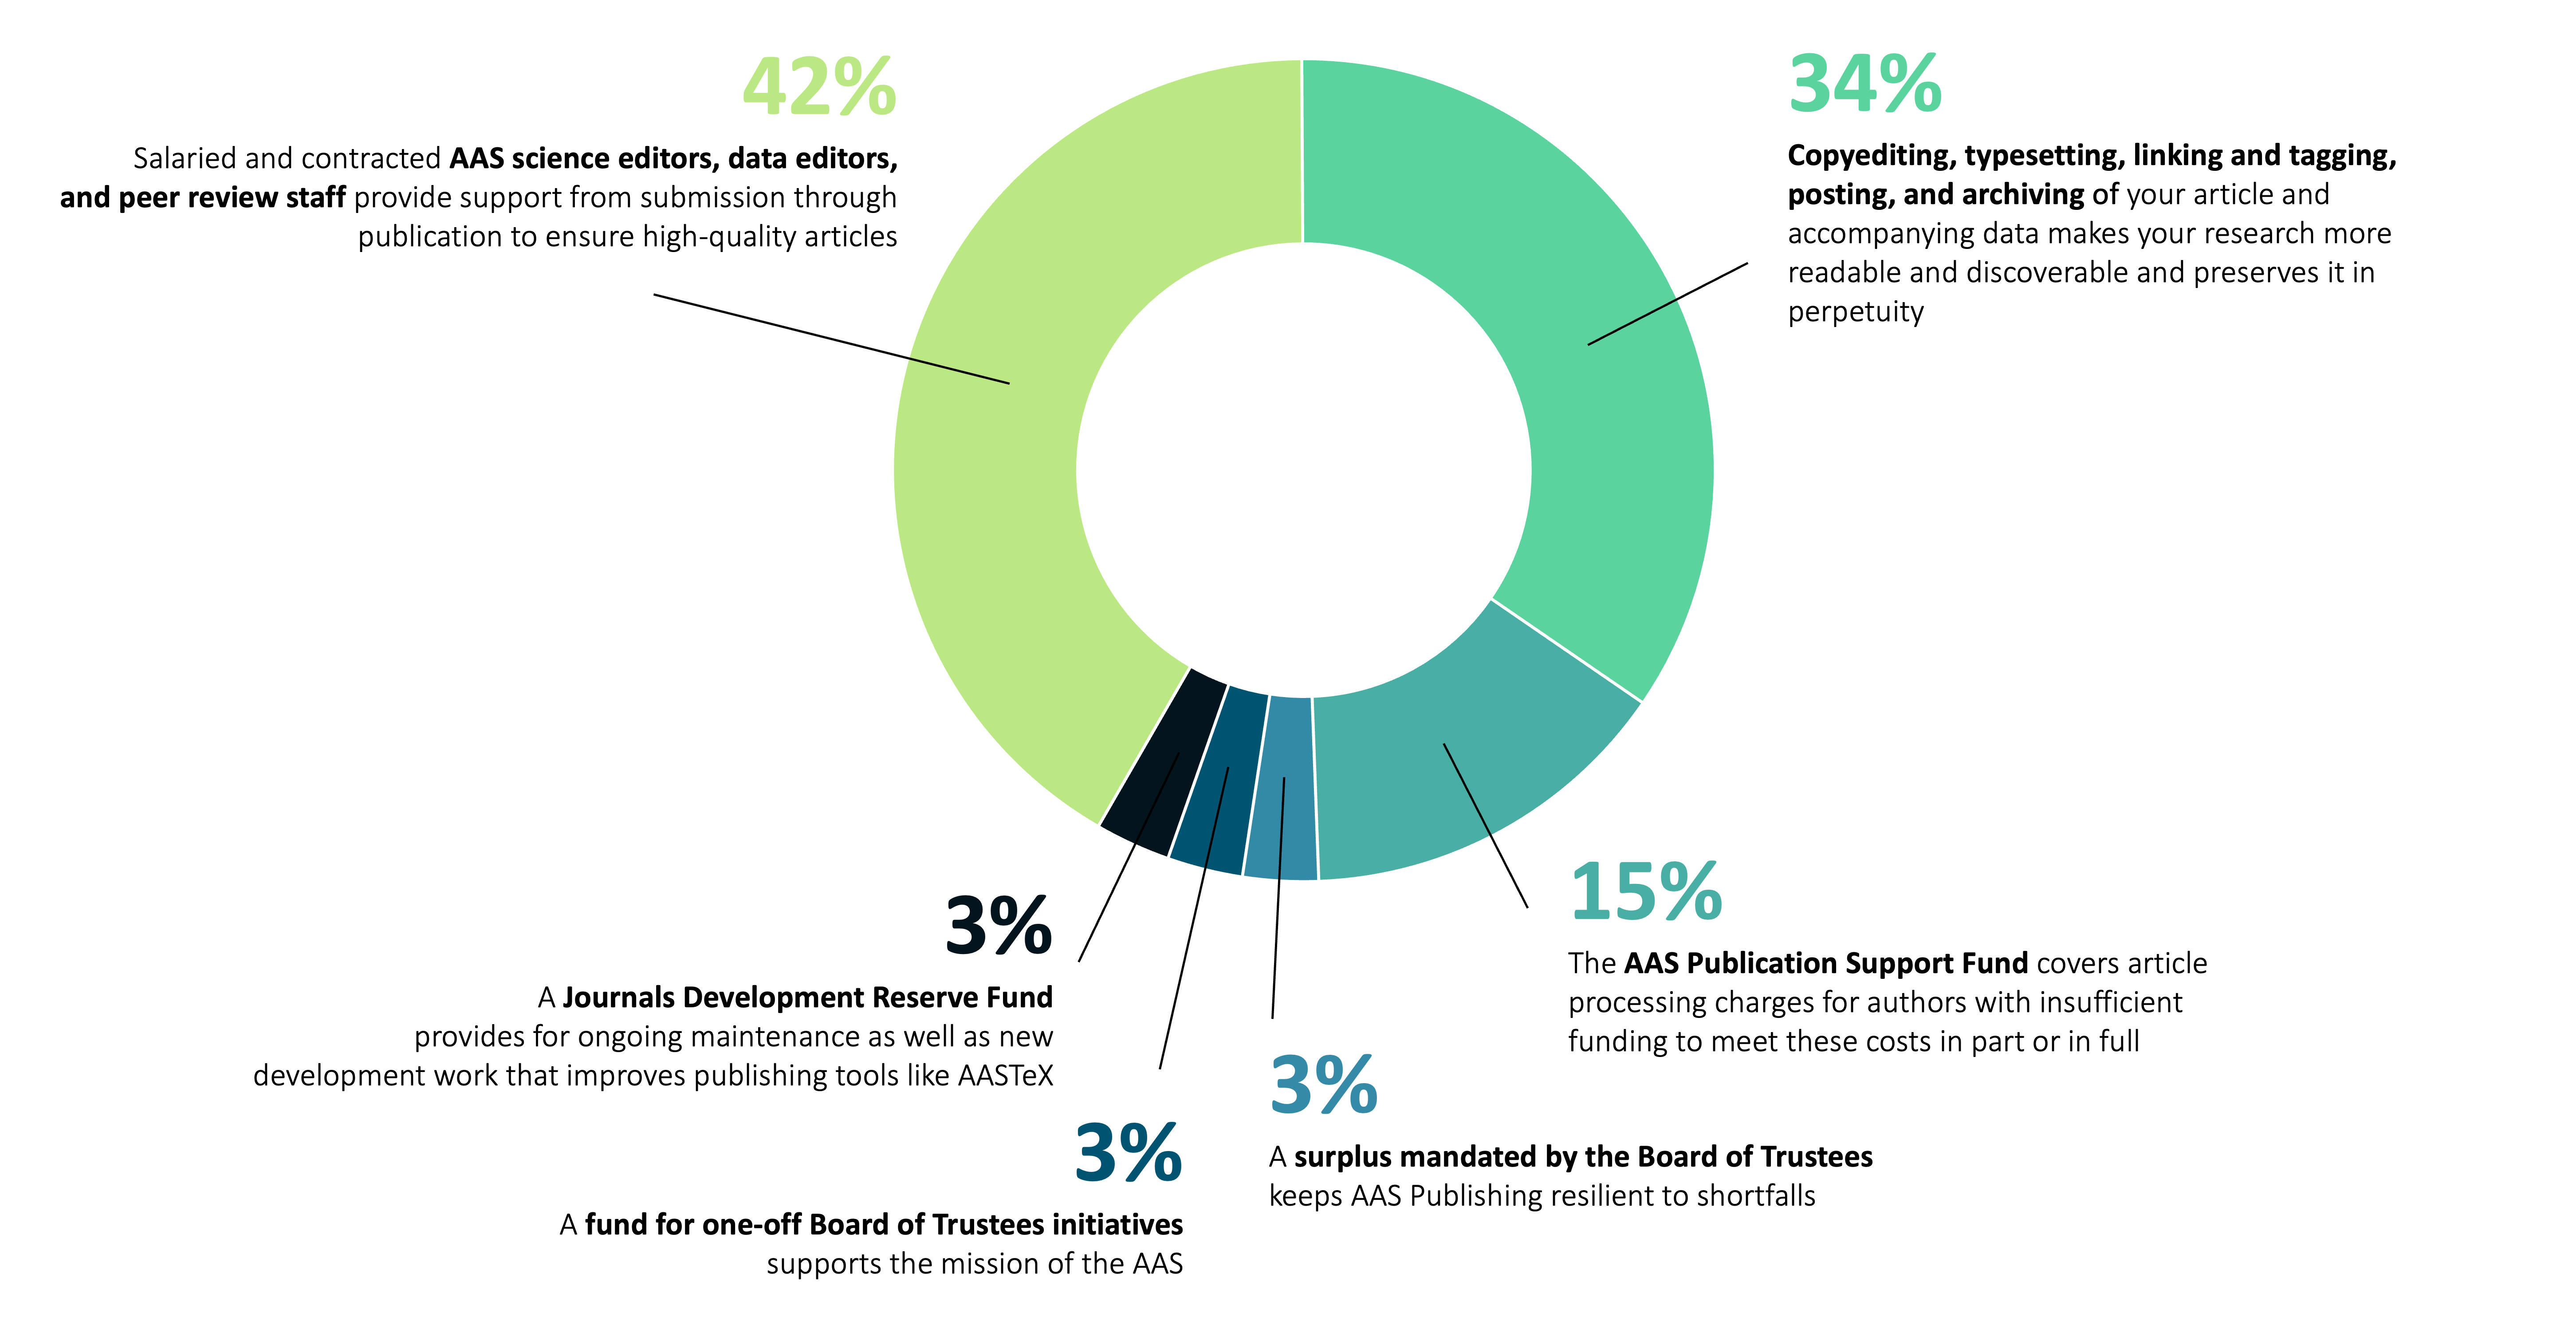 42%
Salaried and contracted AAS science editors, data editors,
and peer review staff provide support from submission through
publication to ensure high-quality articles
34%
Copyediting, typesetting, linking and tagging,
posting, and archiving of your article and
accompanying data makes your research more
readable and discoverable and preserves it in
perpetuity
15%
The AAS Publication Support Fund covers article
processing charges for authors with insufficient
funding to meet these costs in part or in full
3%
A surplus mandated by the Board of Trustees
keeps AAS Publishing resilient to shortfalls
3%
A fund for one-off Board of Trustees initiatives
supports the mission of the AAS
3%
A Journals Development Reserve Fund
provides for ongoing maintenance as well as new
development work that improves publishing tools like AASTeX